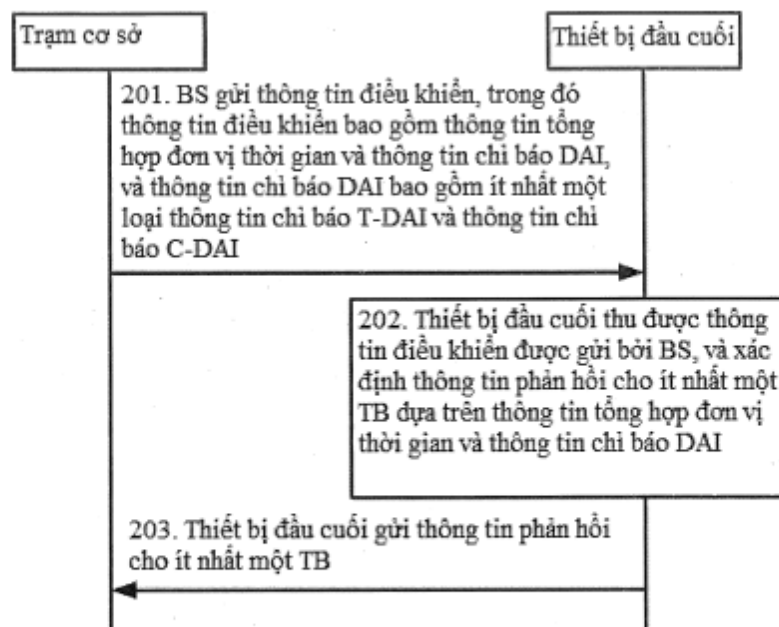 Trạm cơ sở
Thiết bị đầu cuối
201. BS gửi thông tin điều khiển, trong đó
thông tin điều khiển bao gồm thông tin tổng
hợp đơn vị thời gian và thông tin chỉ báo DAI,
và thông tin chỉ báo DAI bao gồm ít nhất một
loại thông tin chỉ báo T-DAI và thông tin chỉ
báo C-DAI
202. Thiết bị đầu cuối thu được thông
tin điều khiển được gửi bởi BS, và xác
định thông tin phản hồi cho ít nhất một
TB dựa trên thông tin tổng hợp đơn vị
thời gian và thông tin chỉ báo DAI
203. Thiết bị đầu cuối gửi thông tin phản hồi
cho ít nhất một TB